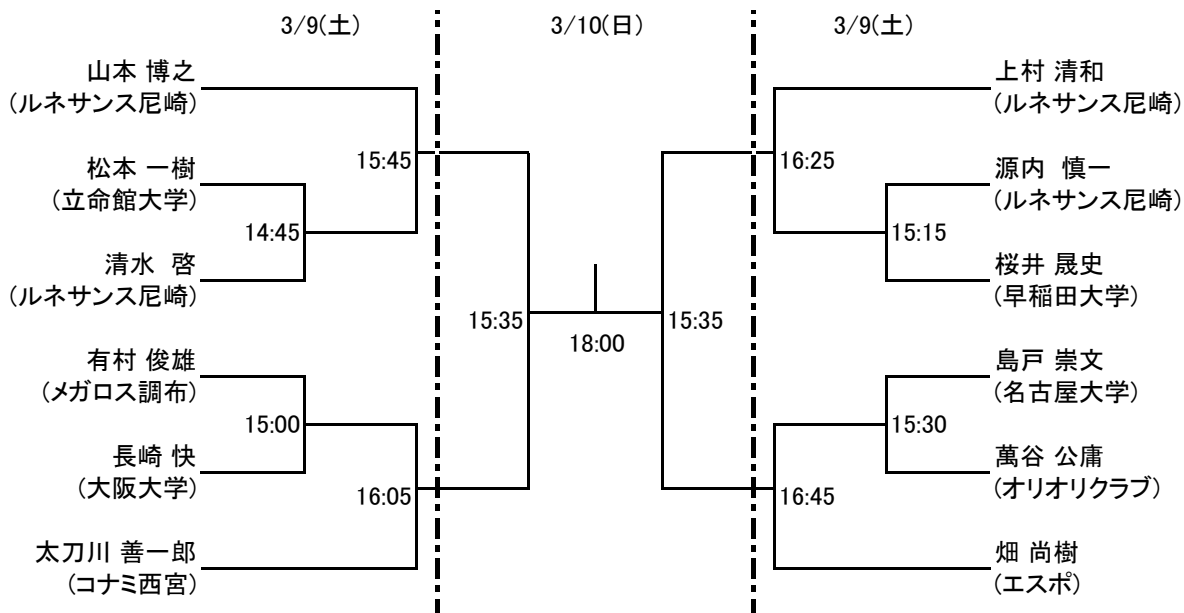 3/9(土)
3/10(日)
3/9(土)
山本 博之
(ルネサンス尼崎)
松本 一樹
(立命館大学)
清水 啓
(ルネサンス尼崎)
有村 俊雄
(メガロス調布)
長崎 快
(大阪大学)
太刀川 善一郎
(コナミ西宮)
15:45
14:45
15:00
16:05
15:35
18:00
15:35
16:25
15:15
15:30
16:45
上村 清和
(ルネサンス尼崎)
源内 慎一
(ルネサンス尼崎)
桜井 晟史
(早稲田大学)
島戸 崇文
(名古屋大学)
萬谷 公庸
(オリオリクラブ)
畑 尚樹
(エスポ)